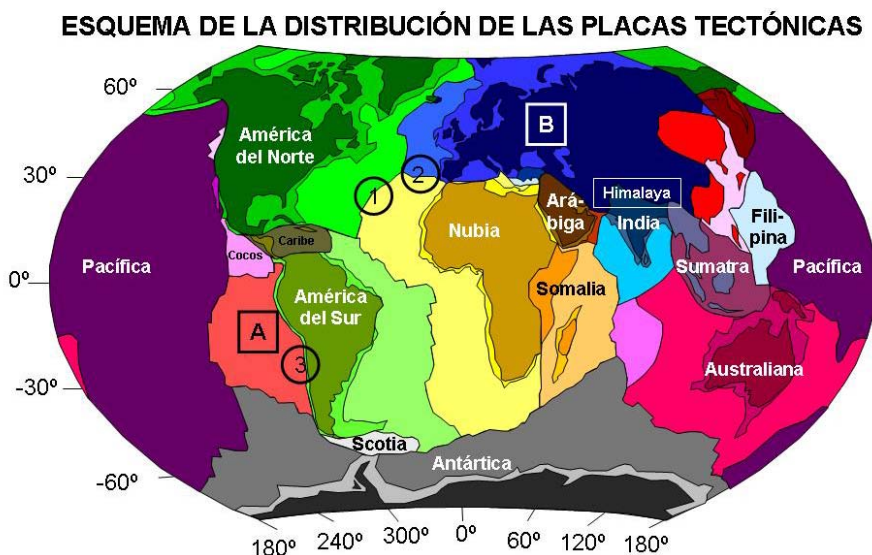 ESQUEMA DE LA DISTRIBUCIÓN DE LAS PLACAS TECTÓNICAS
60º
30º
0º
-30º
-60º
América
del Norte
B
2
1
Himalaya
Ará-
biga
India
Fili-
pina
Caribe
Nubia
Cocos
Pacífica
Sumatra
Pacífica
América
del Sur
Somalia
A
3
Australiana
Scotia
Antártica
180º
240º
300º
0º
60º
120º
180º